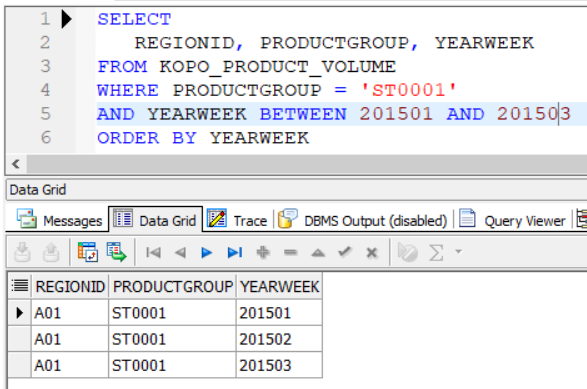 1 SELECT
2 REGIONID, PRODUCTGROUP, YEARWEEK
3 FROM KOPO_PRODUCT_VOLUME
4 WHERE PRODUCTGROUP = 'ST0001'
5 AND YEARWEEK BETWEEN 201501 AND 201503
6 ORDER BY YEARWEEK
Data Grid
Messages Data Grid Trace DBMS Output (disabled) Query Viewer
REGIONID PRODUCTGROUP YEARWEEK
A01 ST0001 201501
A01 ST0001 201502
A01 ST0001 201503